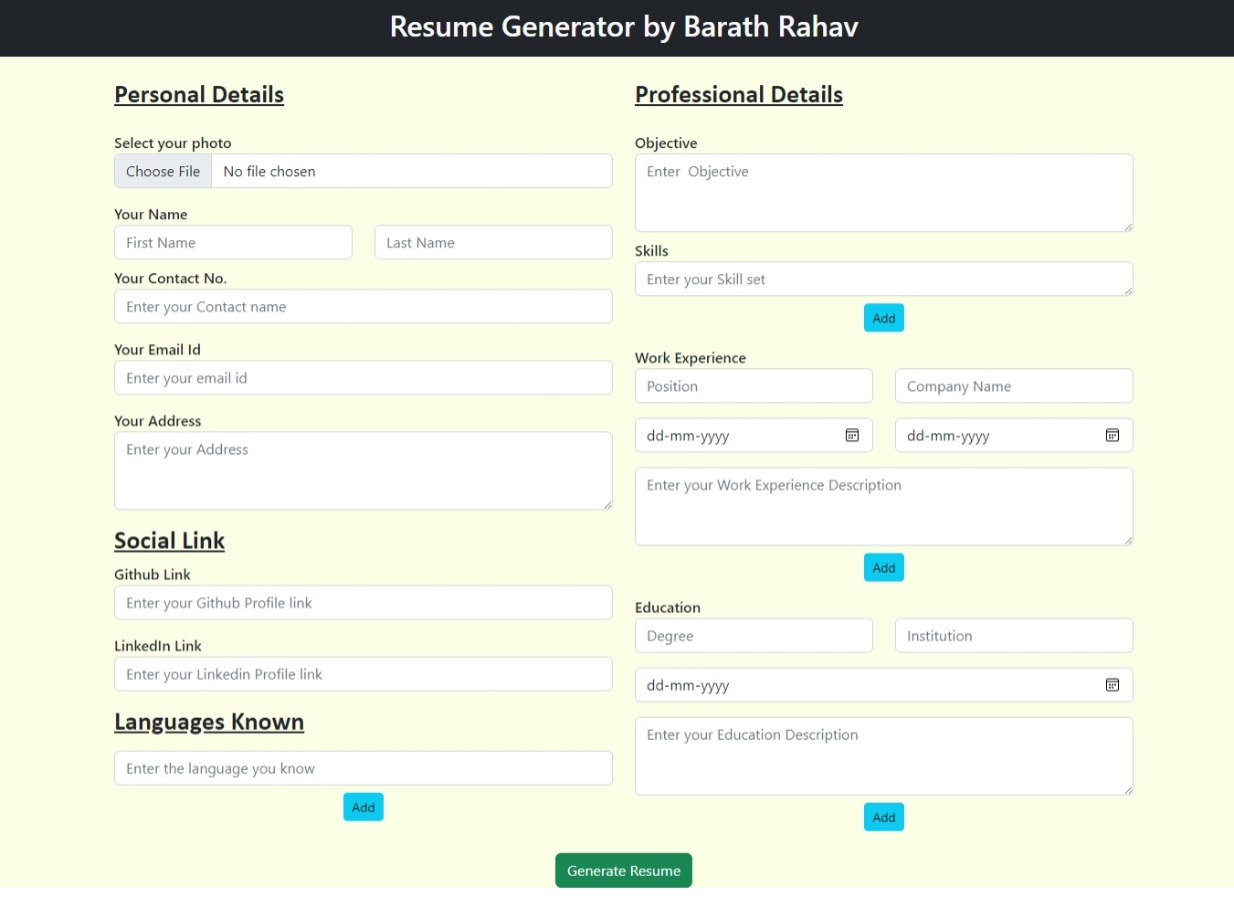 Resume Generator by Barath Rahav
Personal Details
Select your photo
Choose File No file chosen
Your Name
First Name Last Name
Your Contact No.
Enter your Contact name
Your Email Id
Enter your email id
Your Address
Enter your Address
Social Link
Github Link
Enter your Github Profile link
LinkedIn Link
Enter your Linkedin Profile link
Languages Known
Enter the language you know
Add
Professional Details
Objective
Enter  Objective
Skills
Enter your Skill set
Add
Work Experience
Position Company Name
dd-mm-yyyy dd-mm-yyyy
Enter your Work Experience Description
Add
Education
Degree Institution
dd-mm-yyyy
Enter your Education Description
Add
Generate Resume